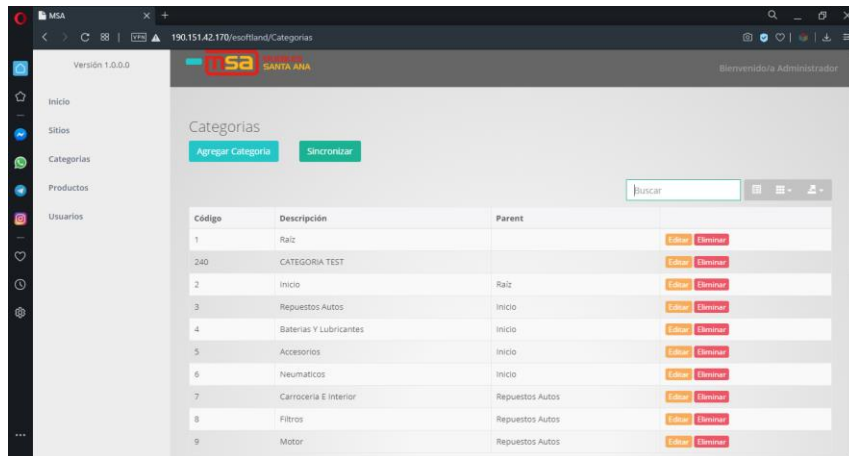 MSA
VPN 190.151.42.170/esoftland/Categorias
Versión 1.0.0.0
msa
SANTA ANA
Bienvenido/a Administrador
Inicio
Sitios
Categorias
Productos
Usuarios
Categorias
Agregar Categoria Sincronizar
Buscar
Código Descripción Parent
1 Raíz Editar Eliminar
240 CATEGORIA TEST Editar Eliminar
2 Inicio Raíz Editar Eliminar
3 Repuestos Autos Inicio Editar Eliminar
4 Baterias Y Lubricantes Inicio Editar Eliminar
5 Accesorios Inicio Editar Eliminar
6 Neumaticos Inicio Editar Eliminar
7 Carroceria E Interior Repuestos Autos Editar Eliminar
8 Filtros Repuestos Autos Editar Eliminar
9 Motor Repuestos Autos Editar Eliminar